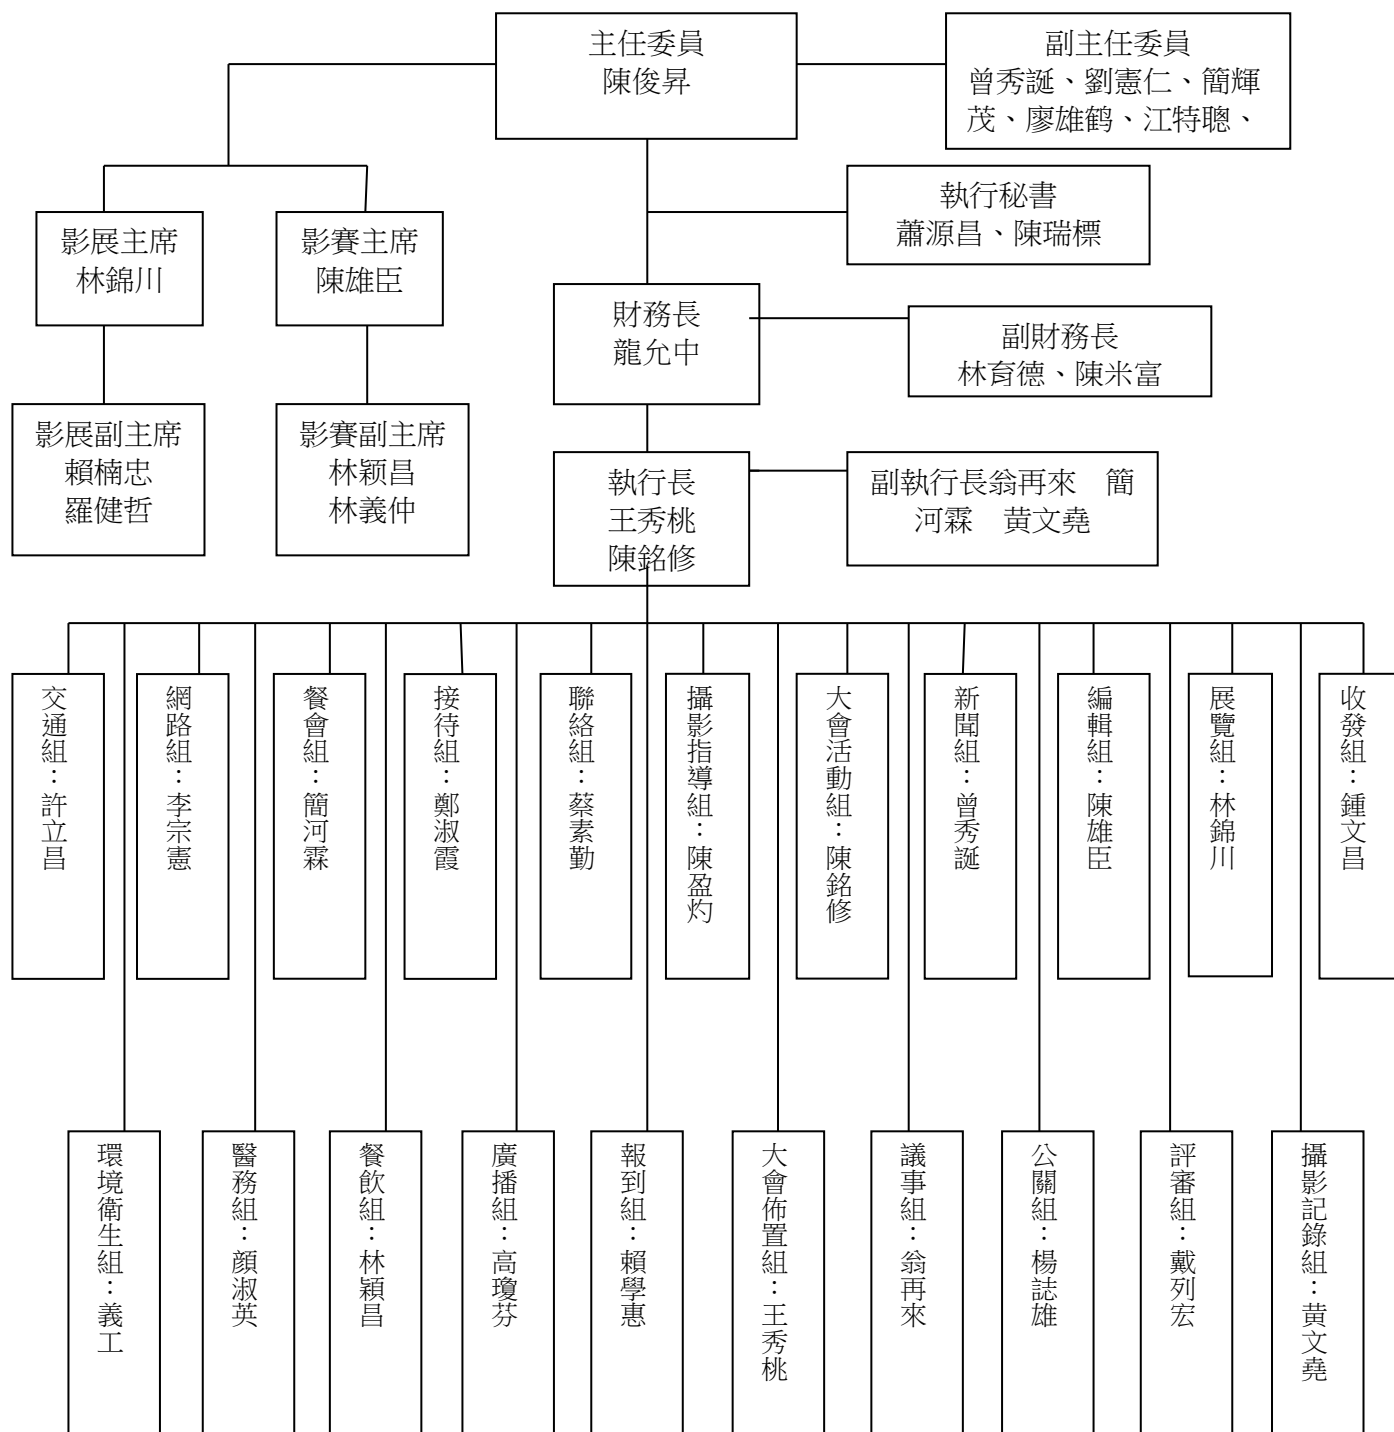 主任委員
陳俊昇
副主任委員
曾秀誕、劉憲仁、簡輝
茂、廖雄鹤、江特聰、
執行秘書
蕭源昌、陳瑞標
影展主席
林錦川
影賽主席
陳雄臣
財務長
龍允中
副財務長
林育德、陳米富
影展副主席
賴楠忠
羅健哲
影賽副主席
林颖昌
林義仲
執行長
王秀桃
陳銘修
副執行長翁再來　簡
河霖　黄文堯
交通組：許立昌
網路組：李宗憲
餐會組：簡河霖
接待組：鄭淑霞
聯絡組：蔡素勤
攝影指導組：陳盈灼
大會活動組：陳銘修
新聞組：曾秀誕
編輯組：陳雄臣
展覽組：林錦川
收發組：鍾文昌
環境衛生組：義工
醫務組：顏淑英
餐飲組：林穎昌
廣播組：高瓊芬
報到組：賴學惠
大會佈置組：王秀桃
議事組：翁再來
公關組：楊誌雄
評審組：戴列宏
攝影記錄組：黄文堯